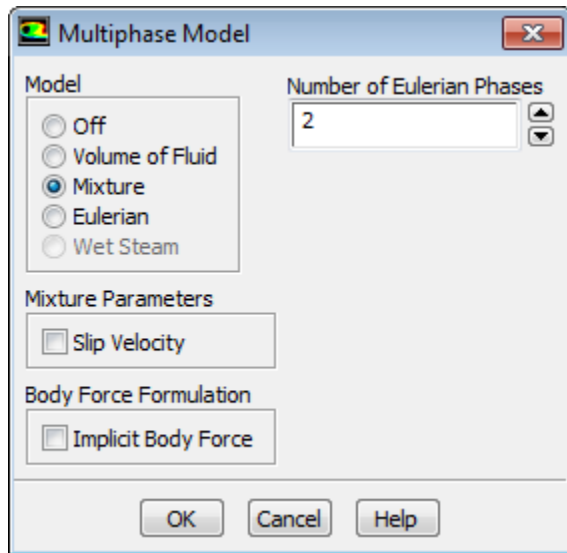 Multiphase Model
Model
Off
Volume of Fluid
Mixture
Eulerian
Wet Steam
Number of Eulerian Phases
2
Mixture Parameters
Slip Velocity
Body Force Formulation
Implicit Body Force
OK Cancel Help